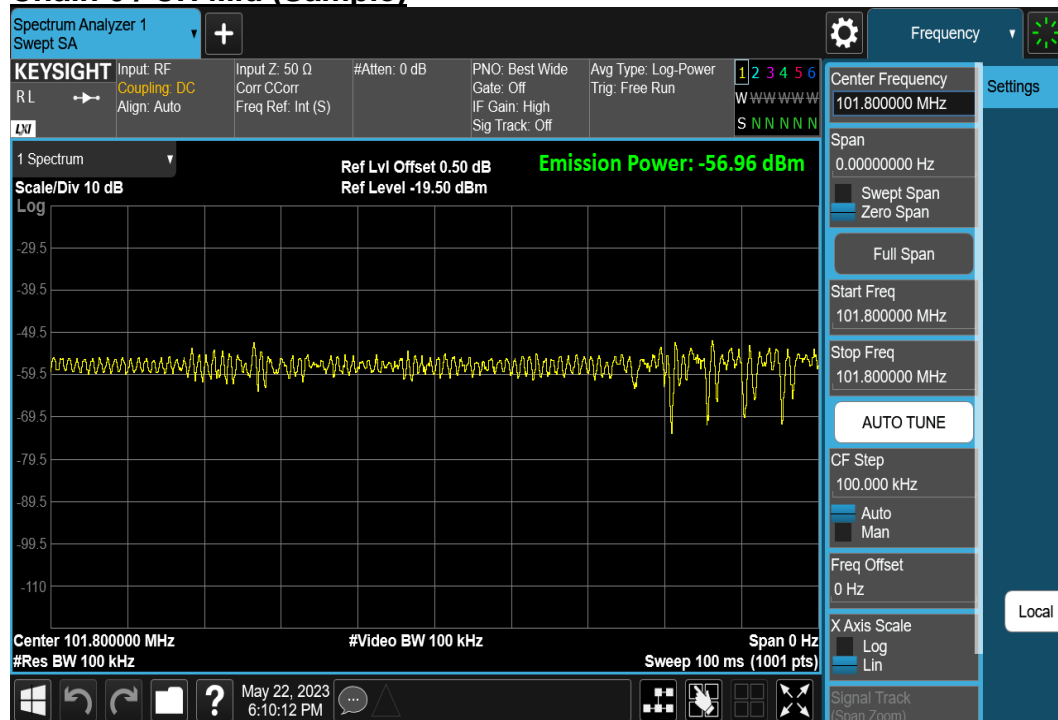 Spectrum Analyzer 1
Swept SA
+
Frequency
KEYSIGHT
RL
LXI
Input: RF
Coupling: DC
Align: Auto
Input Z: 50 Ω
Corr CCorr
Freq Ref: Int (S)
#Atten: 0 dB
PNO: Best Wide
Gate: Off
IF Gain: High
Sig Track: Off
Avg Type: Log-Power
Trig: Free Run
1 2 3 4 5 6
W W W W W W
S N N N N N
1 Spectrum
Scale/Div 10 dB
Log
Ref Lvl Offset 0.50 dB
Ref Level -19.50 dBm
Emission Power: -56.96 dBm
-29.5
-39.5
-49.5
-59.5
-69.5
-79.5
-89.5
-99.5
-110
Center 101.800000 MHz
#Res BW 100 kHz
#Video BW 100 kHz
Span 0 Hz
Sweep 100 ms (1001 pts)
Center Frequency
101.800000 MHz
Span
0.00000000 Hz
Swept Span
Zero Span
Full Span
Start Freq
101.800000 MHz
Stop Freq
101.800000 MHz
AUTO TUNE
CF Step
100.000 kHz
Auto
Man
Freq Offset
0 Hz
X Axis Scale
Log
Lin
Signal Track
(Span Zoom)
Settings
Local
?
May 22, 2023
6:10:12 PM